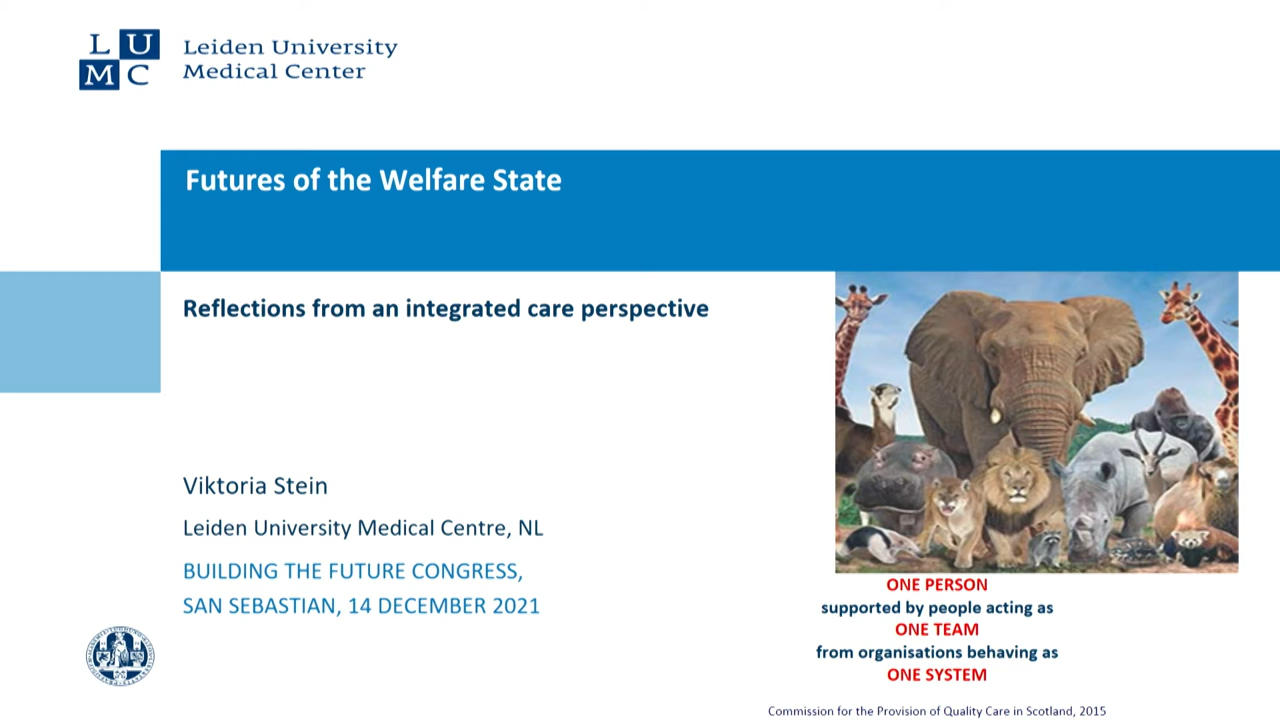 L U
M C
Leiden University
Medical Center
Futures of the Welfare State
Reflections from an integrated care perspective
Viktoria Stein
Leiden University Medical Centre, NL
BUILDING THE FUTURE CONGRESS,
SAN SEBASTIAN, 14 DECEMBER 2021
ONE PERSON
supported by people acting as
ONE TEAM
from organisations behaving as
ONE SYSTEM
Commission for the Provision of Quality Care in Scotland, 2015